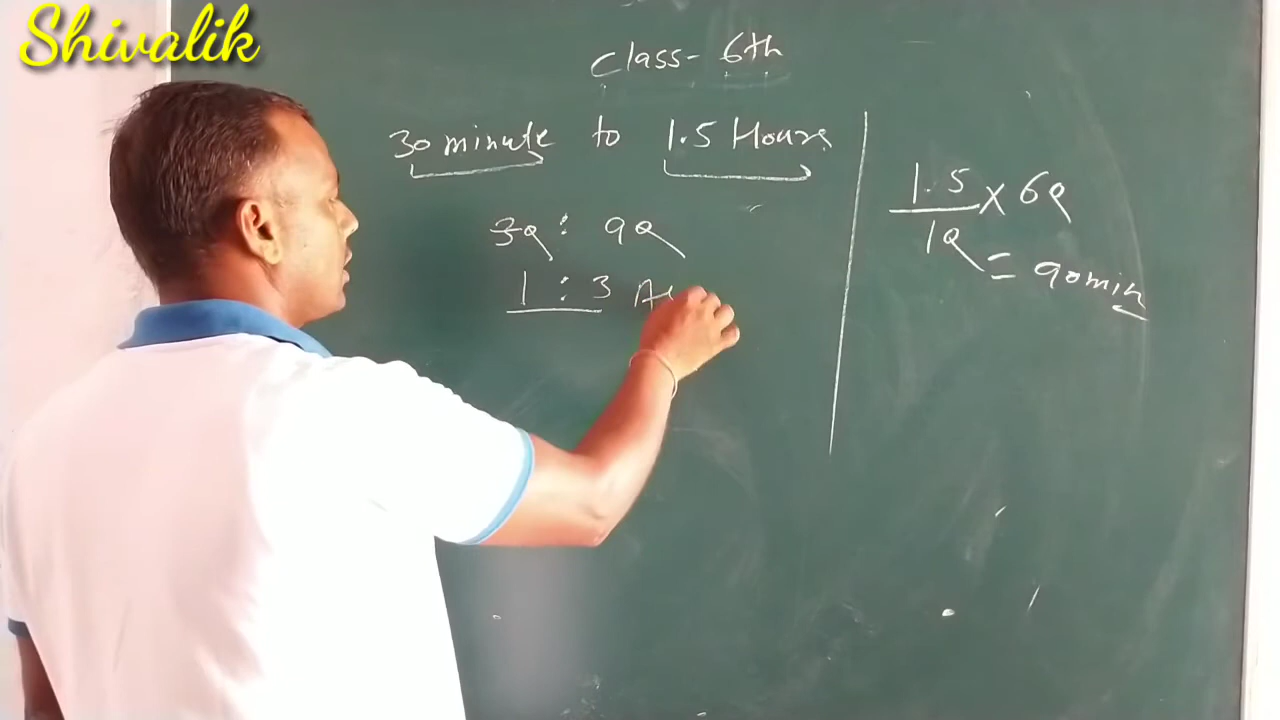 Shivalik
Class- 6th
30 minute to 1.5 Hours
30 : 90
1 : 3
1.5 / 10 × 60
= 90min